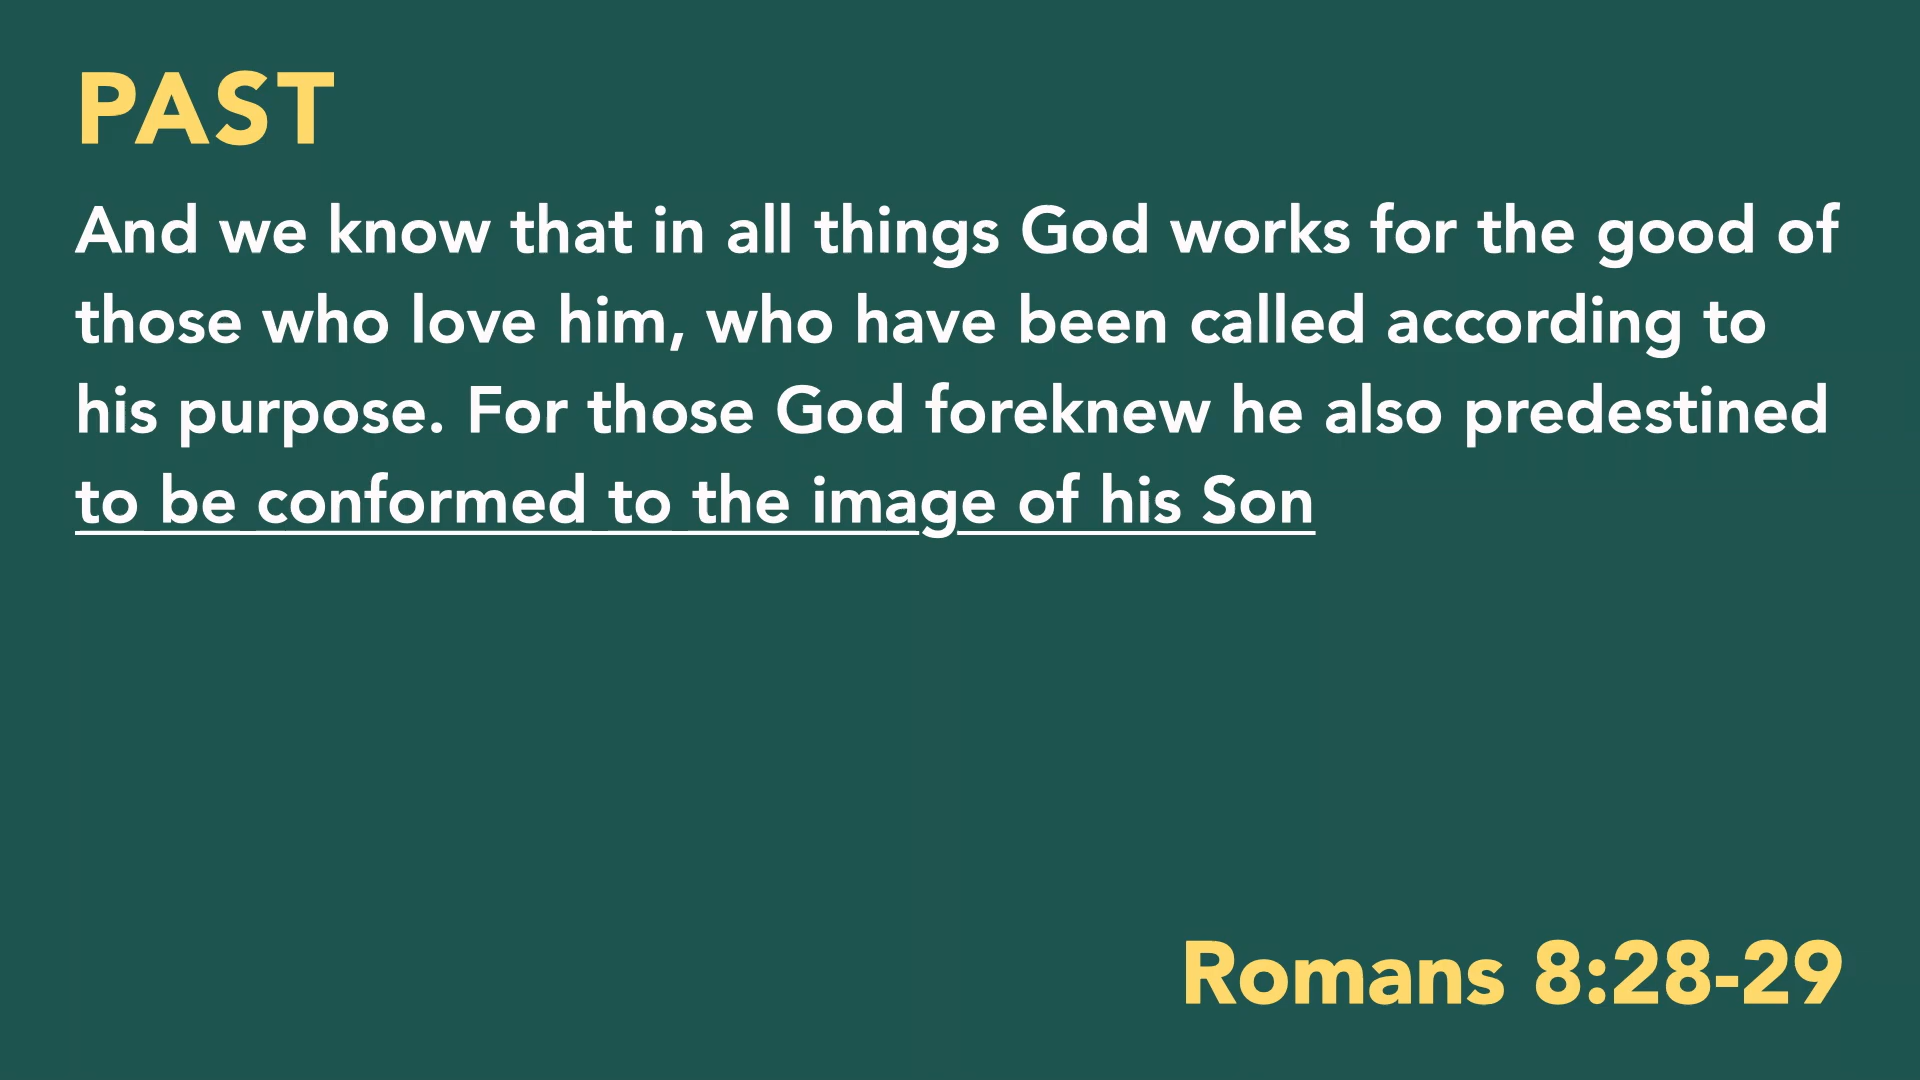 PAST
And we know that in all things God works for the good of
those who love him, who have been called according to
his purpose. For those God foreknew he also predestined
to be conformed to the image of his Son
Romans 8:28-29